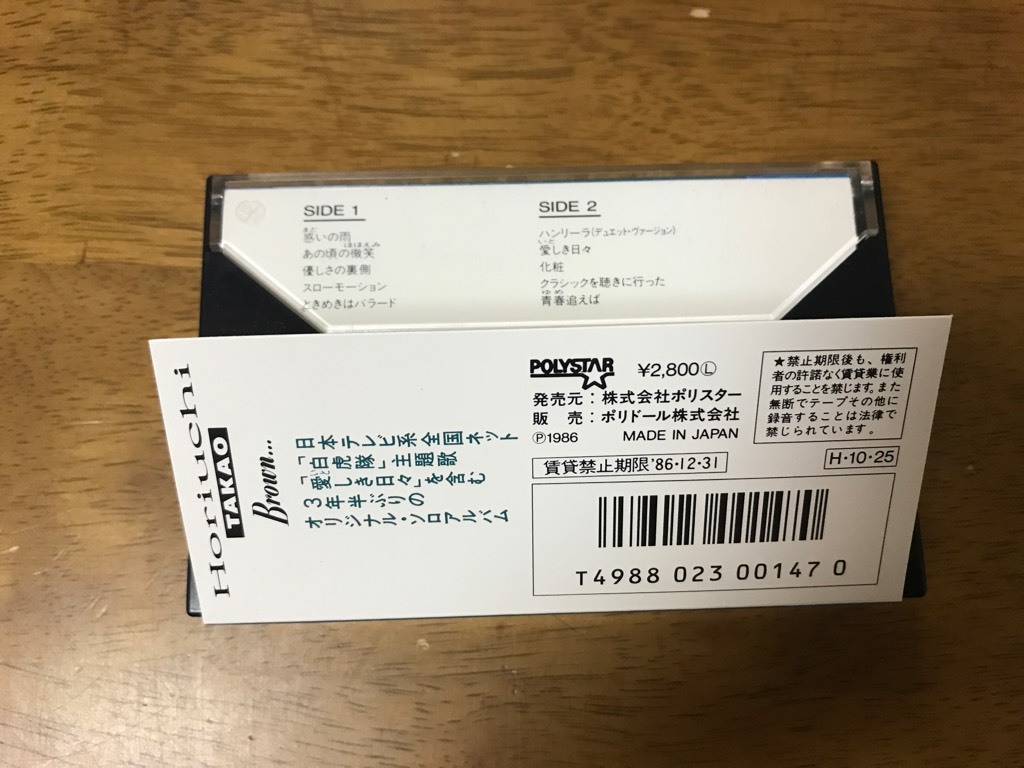 SIDE 1
惑いの雨
あの頃の微笑
優しさの裏側
スローモーション
ときめきはバラード
SIDE 2
ハンリーラ(デュエット・ヴァージョン)
愛しき日々
化粧
クラシックを聴きに行った
青春追えば
Horiuchi
TAKAO
Brown...
日本テレビ系全国ネット
「白虎隊」主題歌
「愛しき日々」を含む
3年半ぶりの
オリジナル・ソロアルバム
POLYSTAR
¥2,800Ⓛ
発売元：株式会社ポリスター
販 売：ポリドール株式会社
Ⓟ1986 MADE IN JAPAN
賃貸禁止期限'86・12・31
★禁止期限後も、権利
者の許諾なく賃貸業に使
用することを禁じます。また
無断でテープその他に
録音することは法律で
禁じられています。
H・10・25
T4988 023 00147 0